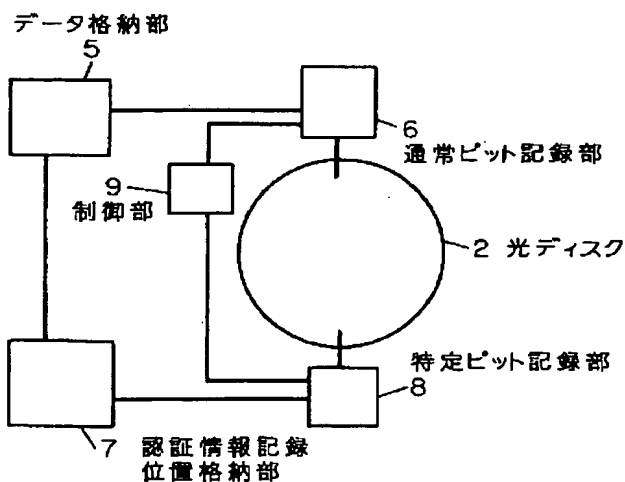 データ格納部
5
6
通常ピット記録部
9
制御部
2 光ディスク
特定ピット記録部
8
7 認証情報記録
位置格納部